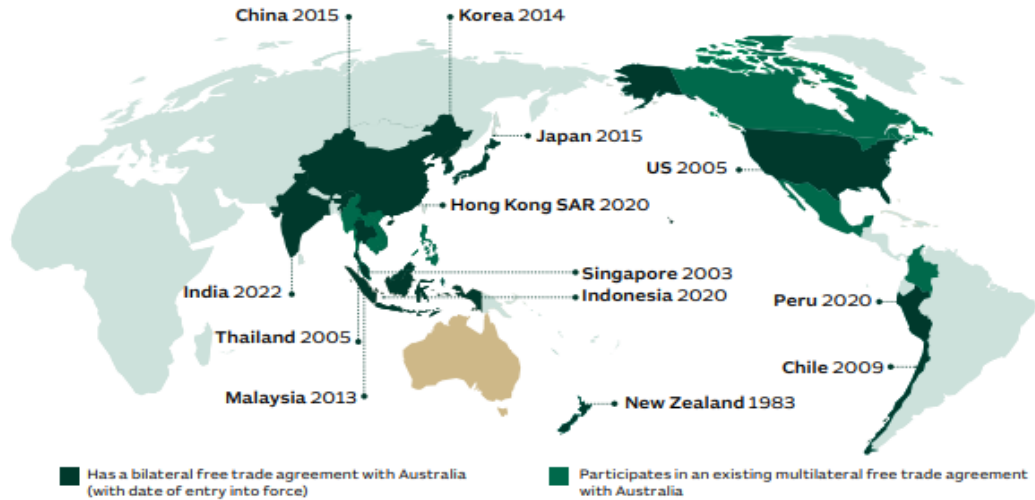 China 2015
Korea 2014
Japan 2015
US 2005
Hong Kong SAR 2020
Singapore 2003
India 2022
Indonesia 2020
Peru 2020
Thailand 2005
Chile 2009
Malaysia 2013
New Zealand 1983
Has a bilateral free trade agreement with Australia
(with date of entry into force)
Participates in an existing multilateral free trade agreement
with Australia